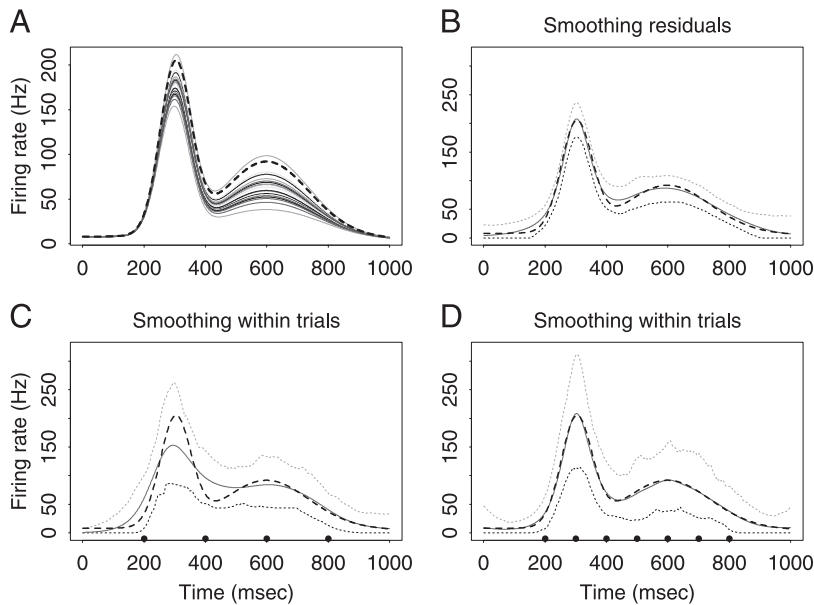 A
Firing rate (Hz)
0 50 100 150 200
0 200 400 600 800 1000
B
Smoothing residuals
0 50 150 250
0 200 400 600 800 1000
C
Smoothing within trials
Firing rate (Hz)
0 50 150 250
0 200 400 600 800 1000
Time (msec)
D
Smoothing within trials
0 50 150 250
0 200 400 600 800 1000
Time (msec)